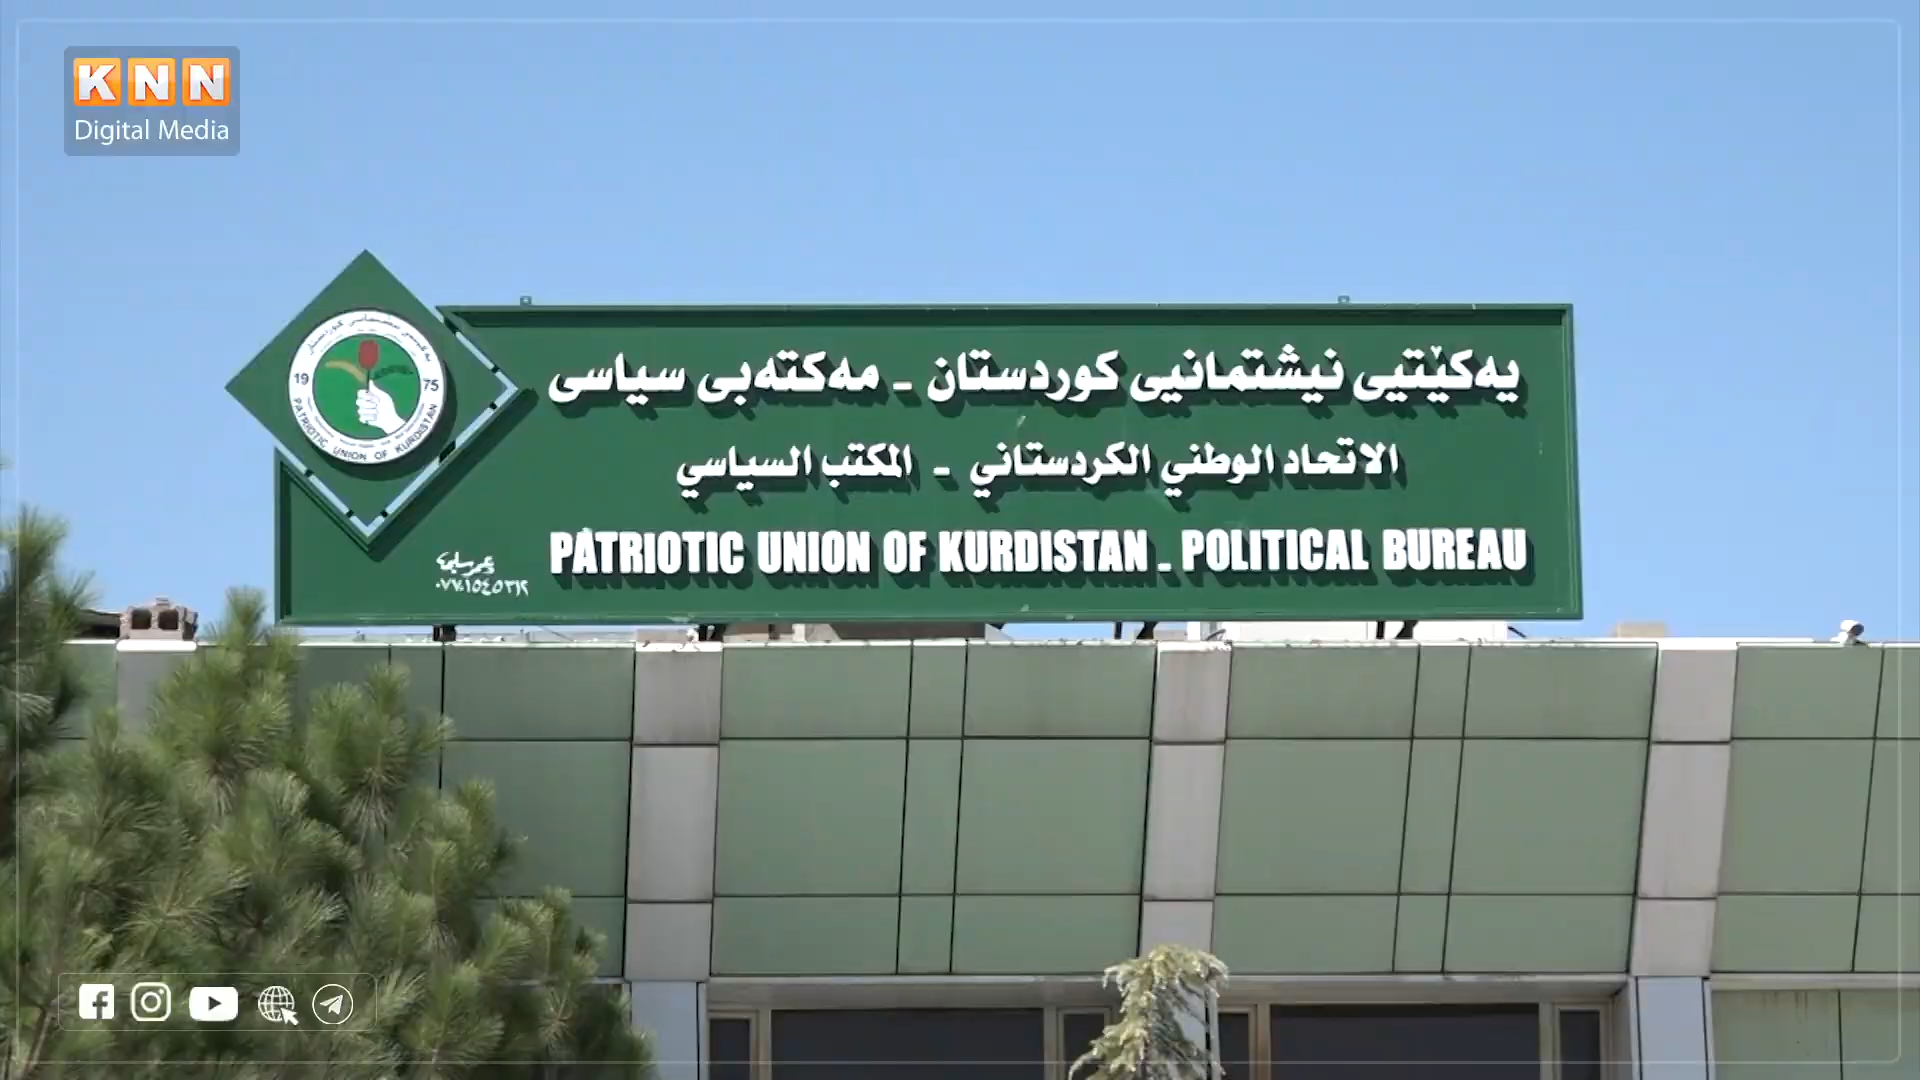 KNN
Digital Media
یەکێتیی نیشتمانیی کوردستان - مەکتەبی سیاسی
الاتحاد الوطني الكردستاني - المكتب السياسي
PATRIOTIC UNION OF KURDISTAN - POLITICAL BUREAU
19 75
PATRIOTIC UNION OF KURDISTAN